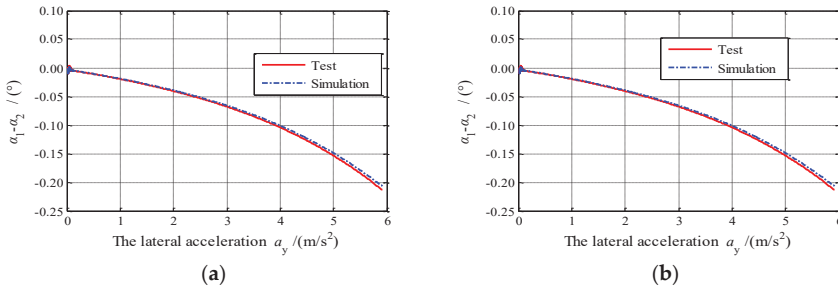 0.10
0.05
0.00
-0.05
-0.10
-0.15
-0.20
-0.25
α1-α2 / (°)
Test
Simulation
0 1 2 3 4 5 6
The lateral acceleration ay /(m/s2)
(a)
0.10
0.05
0.00
-0.05
-0.10
-0.15
-0.20
-0.25
α1-α2 / (°)
Test
Simulation
0 1 2 3 4 5 6
The lateral acceleration ay /(m/s2)
(b)